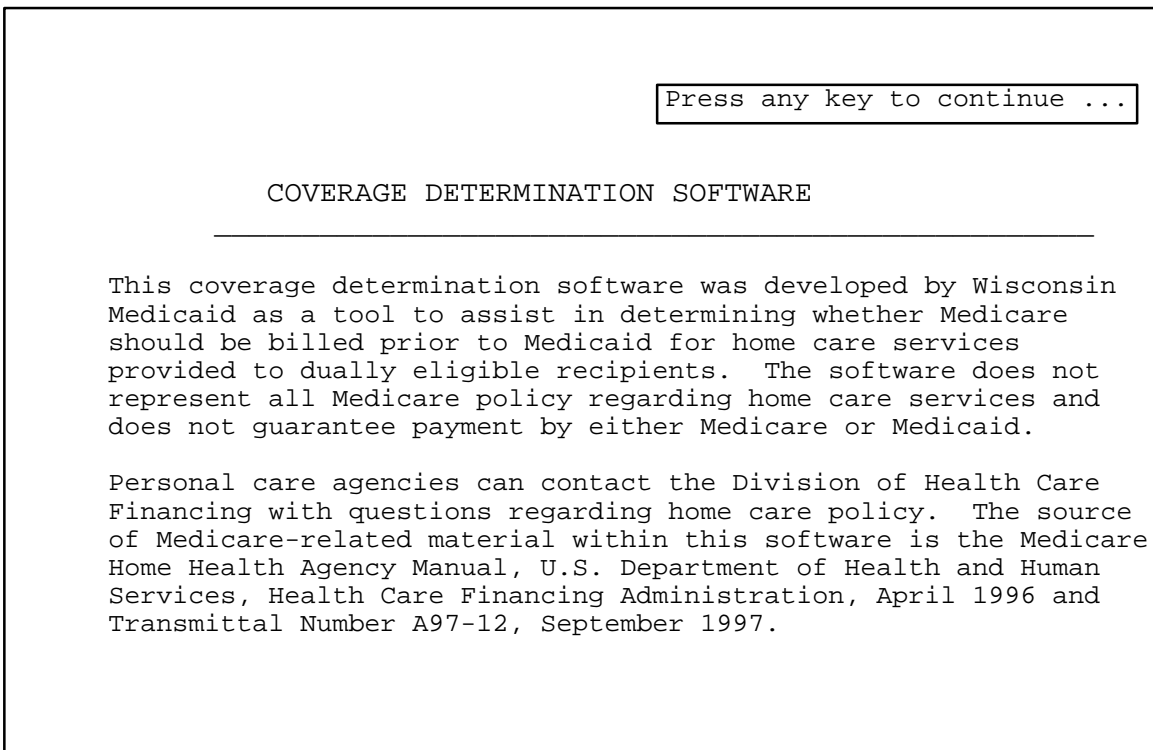 Press any key to continue ...
COVERAGE DETERMINATION SOFTWARE
This coverage determination software was developed by Wisconsin
Medicaid as a tool to assist in determining whether Medicare
should be billed prior to Medicaid for home care services
provided to dually eligible recipients.  The software does not
represent all Medicare policy regarding home care services and
does not guarantee payment by either Medicare or Medicaid.
Personal care agencies can contact the Division of Health Care
Financing with questions regarding home care policy.  The source
of Medicare-related material within this software is the Medicare
Home Health Agency Manual, U.S. Department of Health and Human
Services, Health Care Financing Administration, April 1996 and
Transmittal Number A97-12, September 1997.